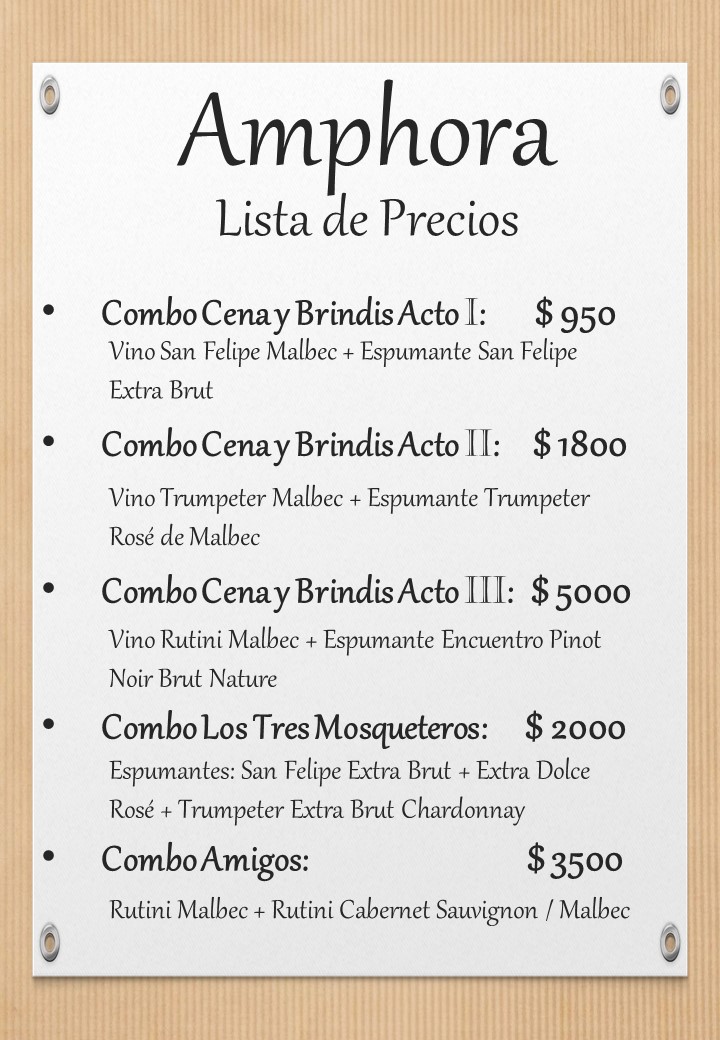 Amphora
Lista de Precios
• Combo Cena y Brindis Acto I: $ 950
Vino San Felipe Malbec + Espumante San Felipe
Extra Brut
• Combo Cena y Brindis Acto II: $ 1800
Vino Trumpeter Malbec + Espumante Trumpeter
Rosé de Malbec
• Combo Cena y Brindis Acto III: $ 5000
Vino Rutini Malbec + Espumante Encuentro Pinot
Noir Brut Nature
• Combo Los Tres Mosqueteros: $ 2000
Espumantes: San Felipe Extra Brut + Extra Dolce
Rosé + Trumpeter Extra Brut Chardonnay
• Combo Amigos: $ 3500
Rutini Malbec + Rutini Cabernet Sauvignon / Malbec